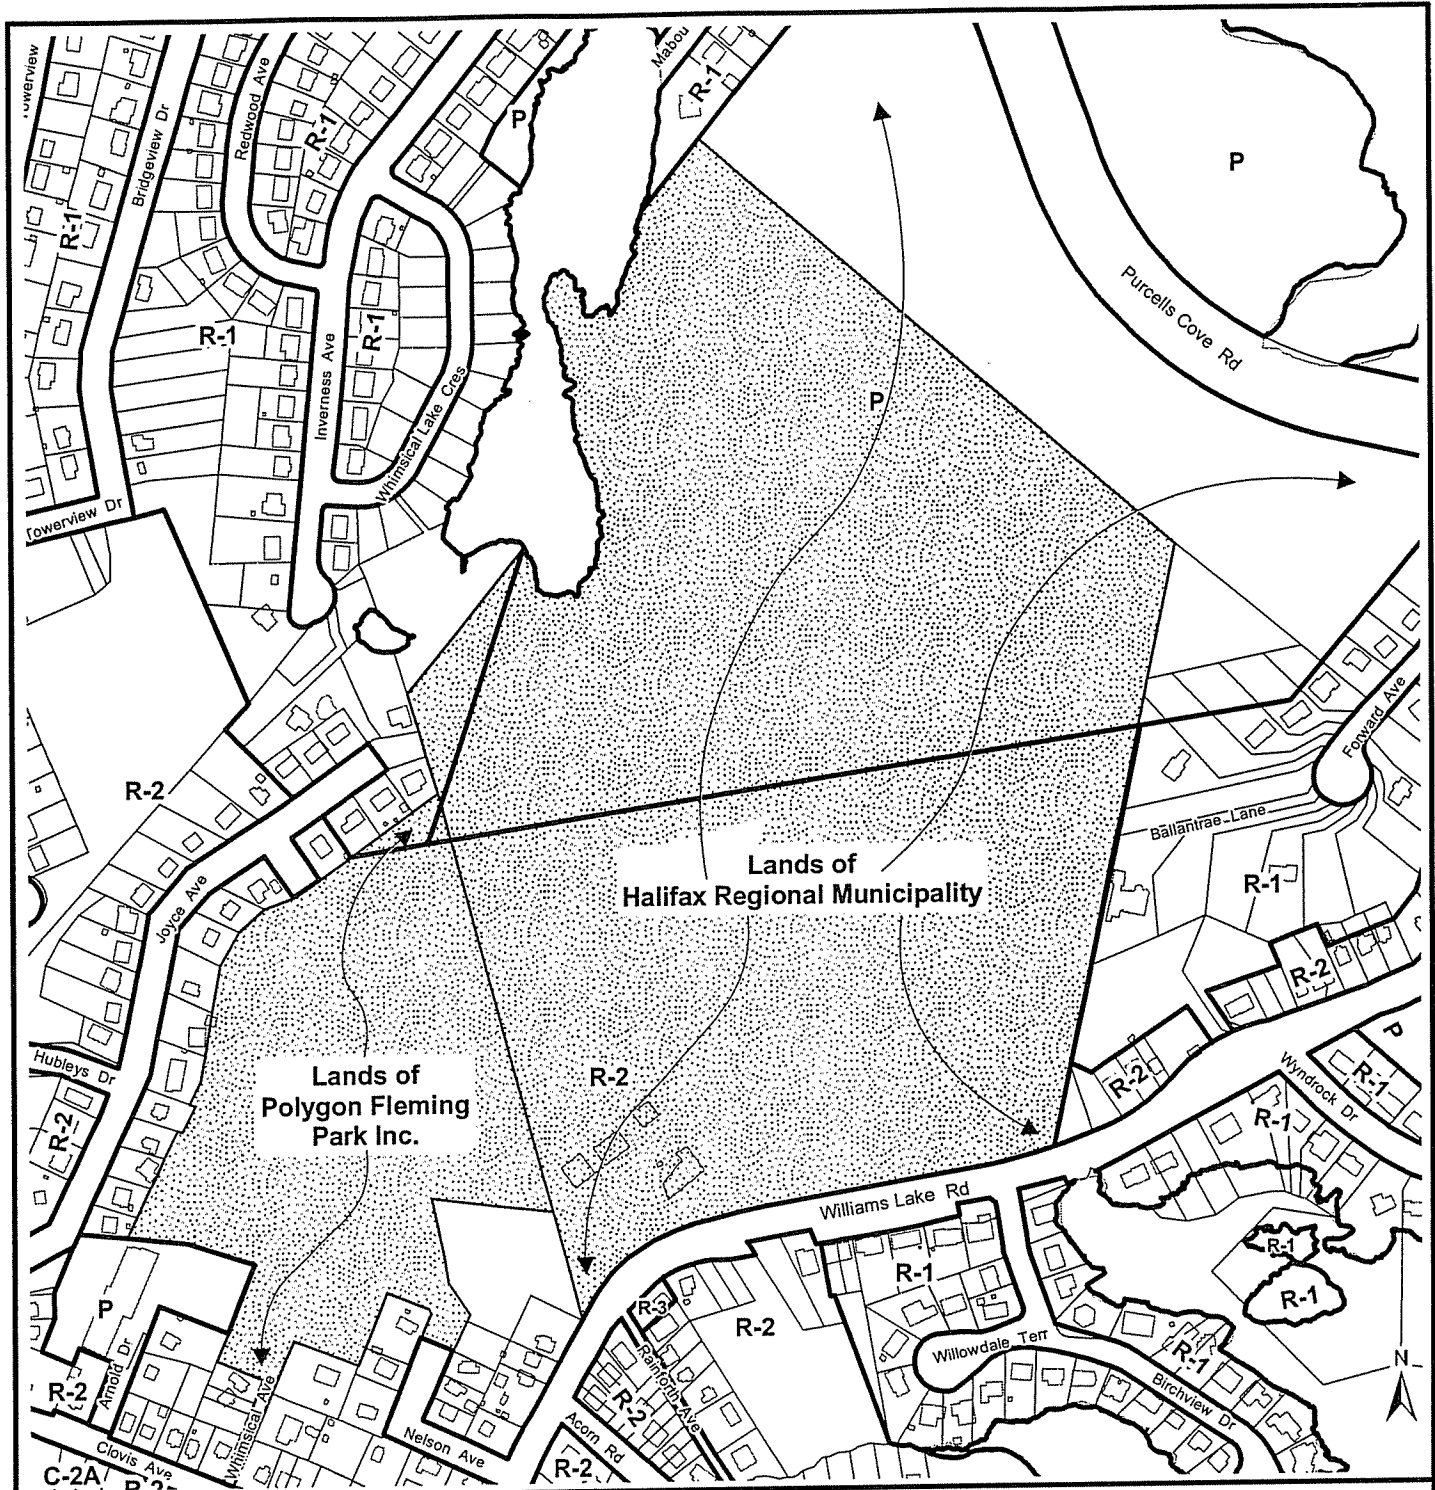 Mabou
R-1
P
Redwood Ave
R-1
Bridgeview Dr
P
R-1
Purcells Cove Rd
R-1
R-1
Inverness Ave
Whimsical Lake Cres
P
Towerview Dr
Forward Ave
R-2
Ballantrae Lane
Lands of
Halifax Regional Municipality
R-1
Joyce Ave
R-2
P
Hubleys Dr
Lands of
Polygon Fleming
Park Inc.
R-2
R-2
R-1
Wyndrock Dr
R-2
R-1
Williams Lake Rd
R-1
R-1
R-1
P
R-3
R-2
Willowdale Terr
R-1
N
Arnold Dr
R-2
Whimsical Ave
Rainforth Ave
R-2
Birchview Dr
Acorn Rd
Nelson Ave
Clovis Ave
R-2
C-2A